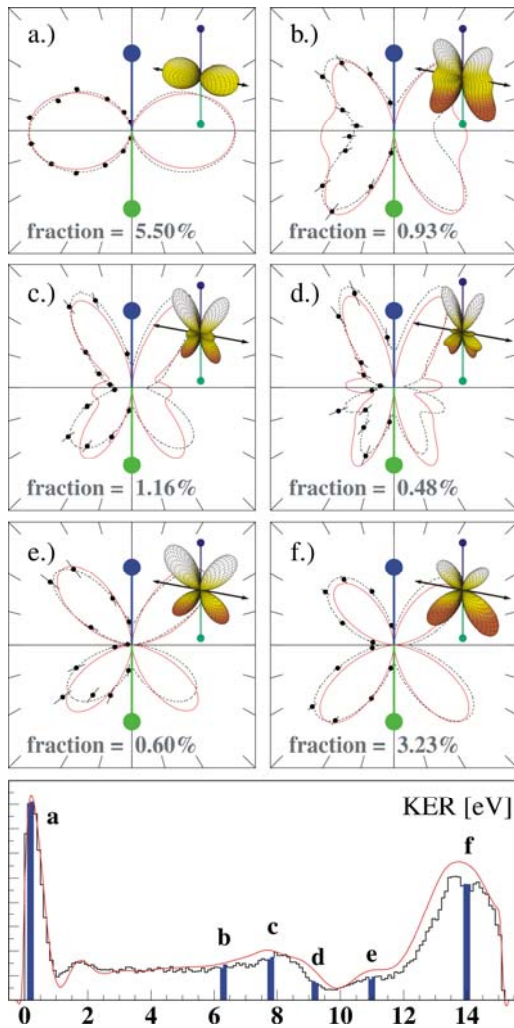 a.)
b.)
fraction = 5.50%
fraction = 0.93%
c.)
d.)
fraction = 1.16%
fraction = 0.48%
e.)
f.)
fraction = 0.60%
fraction = 3.23%
KER [eV]
a
f
b
c
d
e
0 2 4 6 8 10 12 14